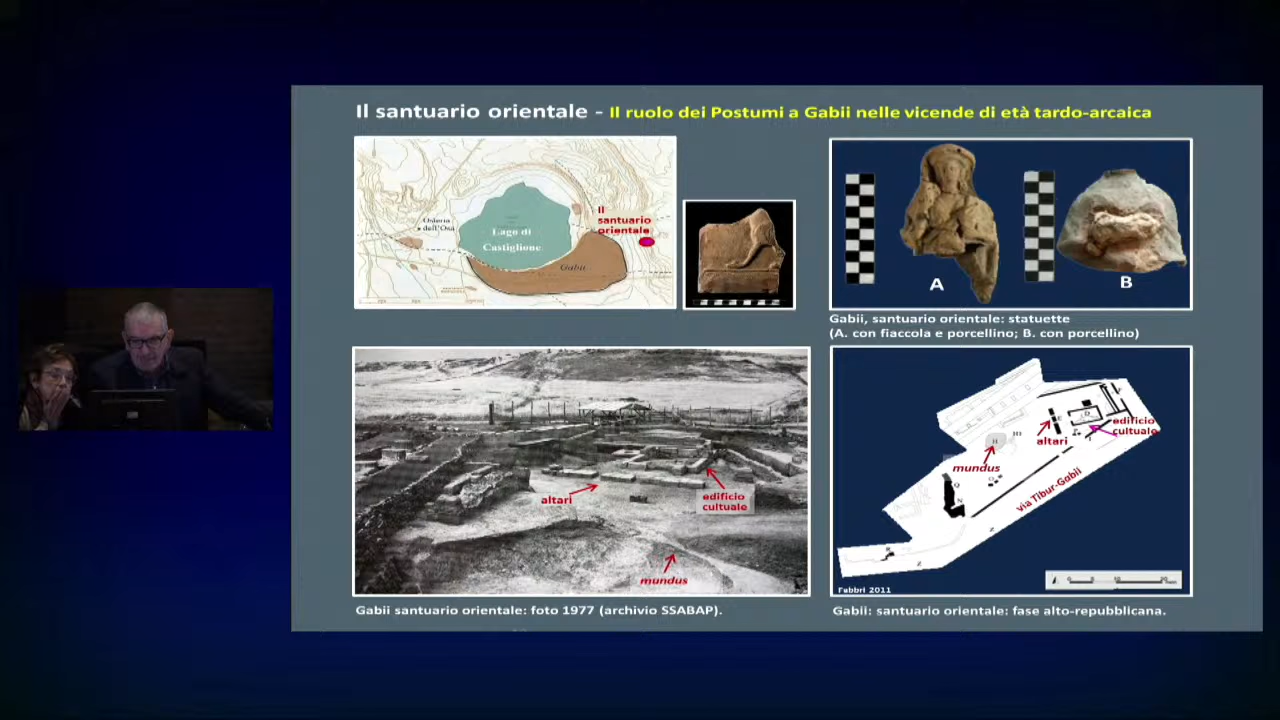 Il santuario orientale – Il ruolo dei Postumi a Gabii nelle vicende di età tardo-arcaica
Osteria
dell'Osa
Lago di
Castiglione
Gabii
Il
santuario
orientale
A
B
Gabii, santuario orientale: statuette
(A. con fiaccola e porcellino; B. con porcellino)
altari
edificio
cultuale
mundus
Gabii santuario orientale: foto 1977 (archivio SSABAP).
edificio
cultuale
altari
mundus
via Tibur-Gabii
Fabbri 2011
Gabii: santuario orientale: fase alto-repubblicana.